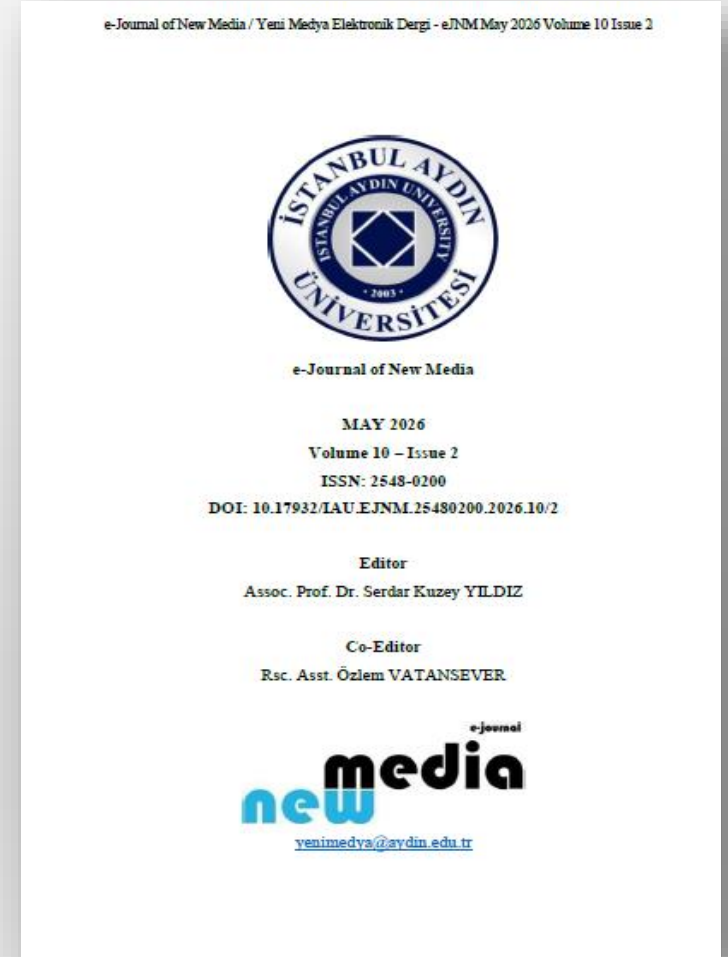 e-Journal of New Media / Yeni Medya Elektronik Dergi - eJNM May 2026 Volume 10 Issue 2
İSTANBUL AYDIN
ÜNİVERSİTESİ
ISTANBUL AYDIN UNIVERSITY
• 2003 •
e-Journal of New Media
MAY 2026
Volume 10 – Issue 2
ISSN: 2548-0200
DOI: 10.17932/IAU.EJNM.25480200.2026.10/2
Editor
Assoc. Prof. Dr. Serdar Kuzey YILDIZ
Co-Editor
Rsc. Asst. Özlem VATANSEVER
e-journal
media
new
yenimedya@aydin.edu.tr